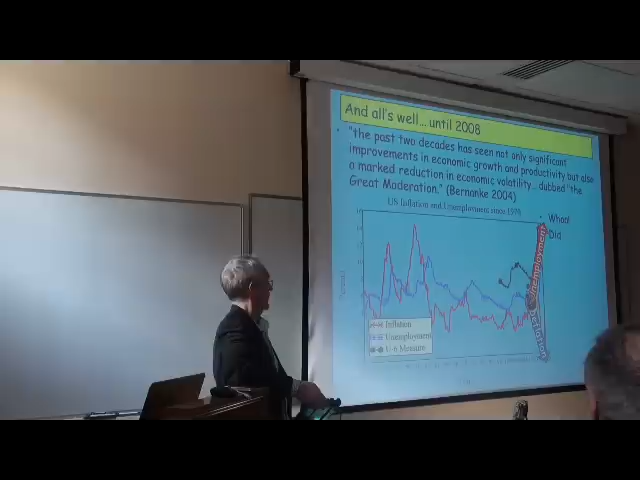 And all's well... until 2008
"the past two decades has seen not only significant
improvements in economic growth and productivity but also
a marked reduction in economic volatility... dubbed "the
Great Moderation." (Bernanke 2004)
US Inflation and Unemployment since 1970
Whoa!
Did
Unemployment
Inflation
Unemployment
U-6 Measure